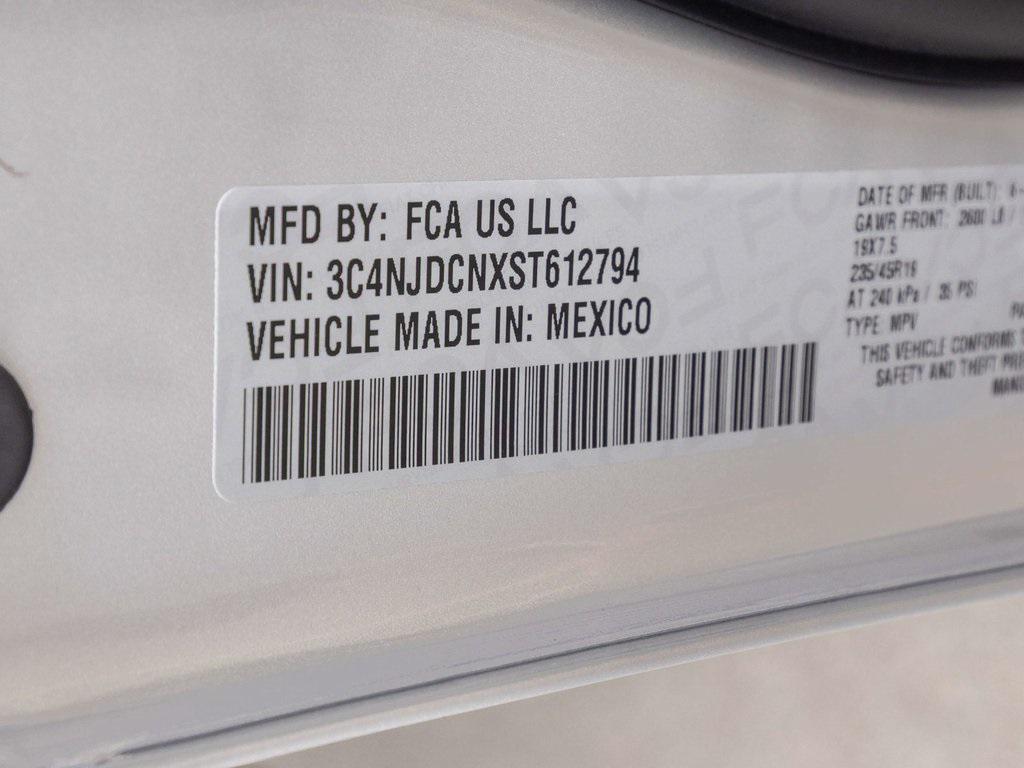 MFD BY: FCA US LLC
VIN: 3C4NJDCNXST612794
VEHICLE MADE IN: MEXICO
DATE OF MFR (BUILT): 6-
GAWR FRONT: 2600 LB /
19X7.5
235/45R19
AT 240 kPa / 35 PSI
TYPE: MPV
THIS VEHICLE CONFORMS
SAFETY AND THEFT